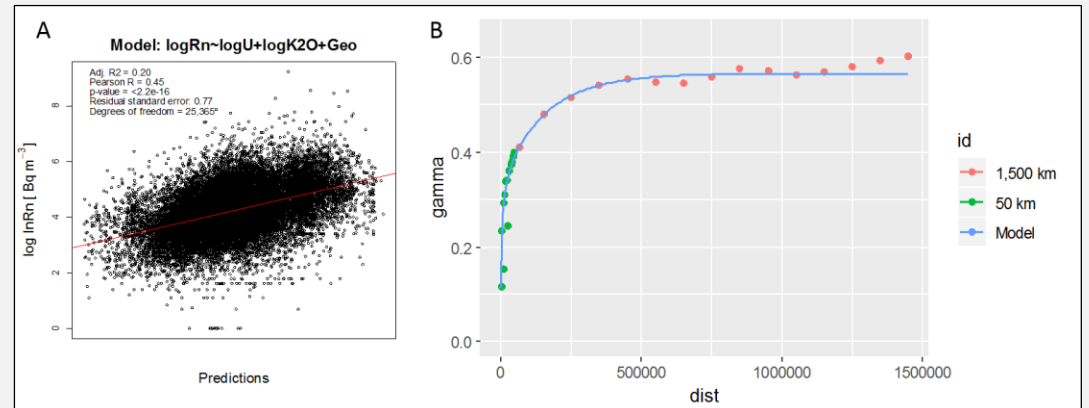 A
Model: logRn~logU+logK2O+Geo
Adj. R2 = 0.20
Pearson R = 0.45
p-value = <2.2e-16
Residual standard error: 0.77
Degrees of freedom = 25,365°
8
6
4
2
0
log InRn [ Bq m⁻³]
Predictions
B
0.6
0.4
0.2
0.0
gamma
0
500000
1000000
1500000
dist
id
1,500 km
50 km
Model